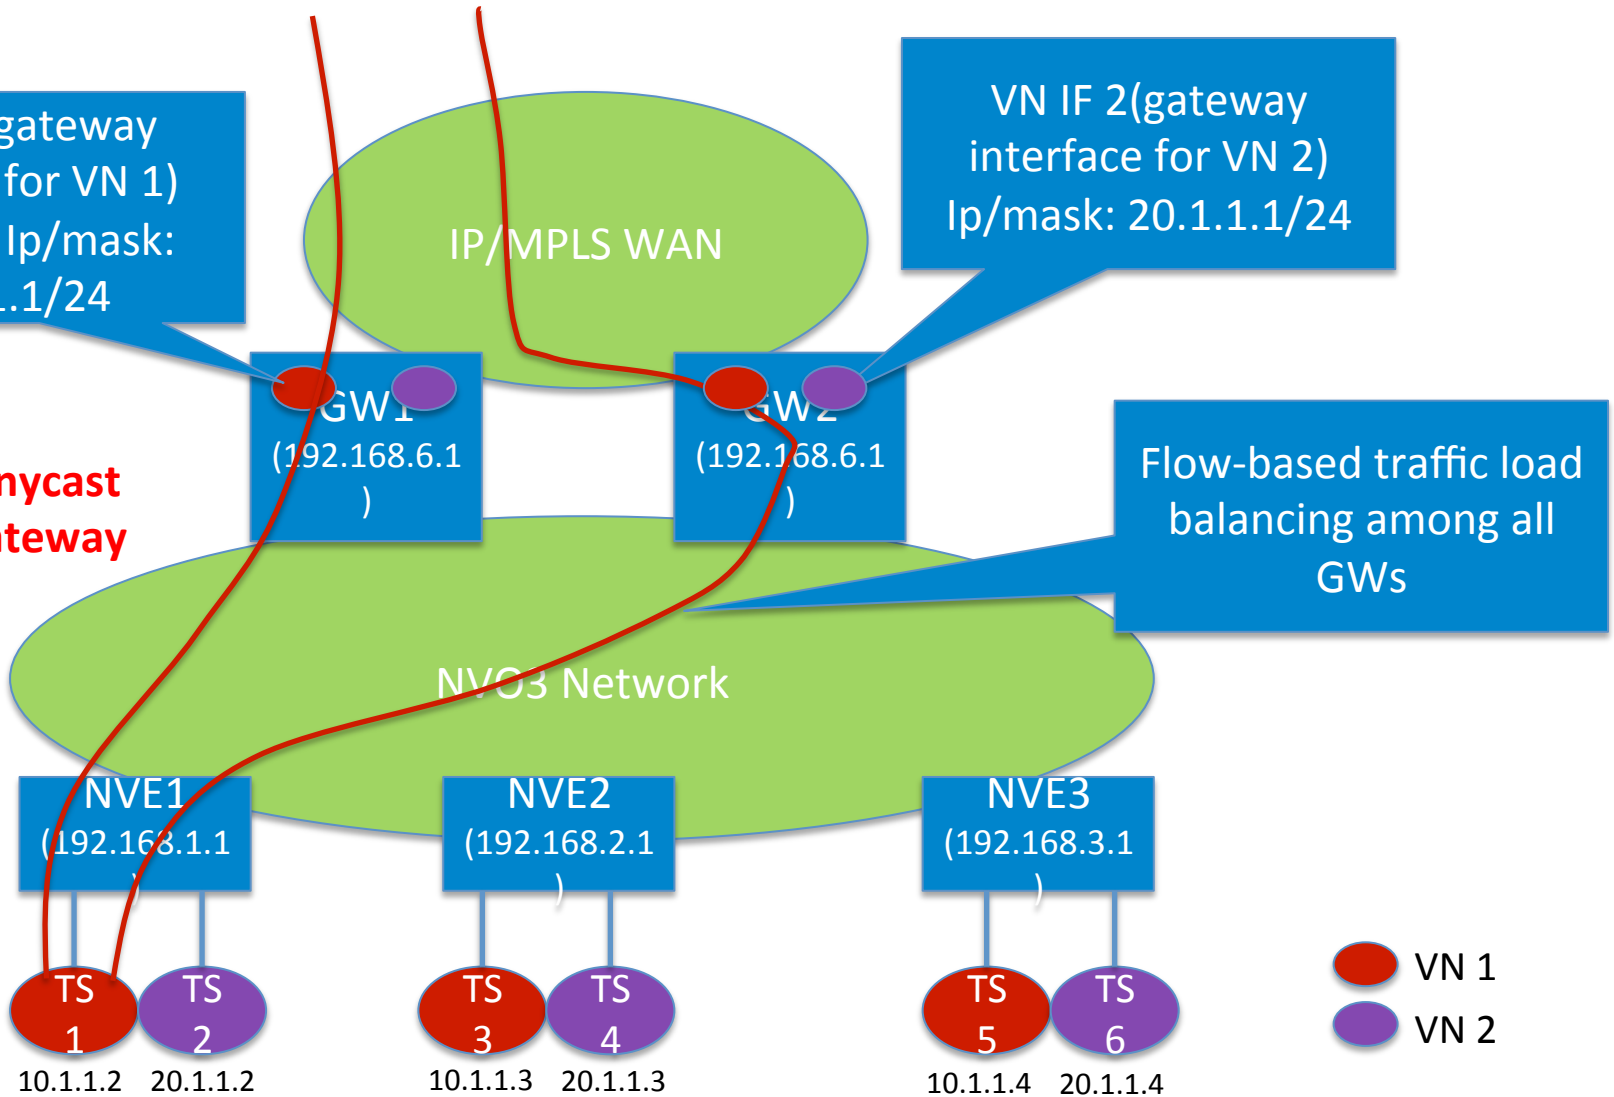 gateway
for VN 1)
Ip/mask:
.1/24
VN IF 2(gateway
interface for VN 2)
Ip/mask: 20.1.1.1/24
IP/MPLS WAN
GW1
(192.168.6.1
)
GW2
(192.168.6.1
)
nycast
ateway
Flow-based traffic load
balancing among all
GWs
NVO3 Network
NVE1
(192.168.1.1
)
NVE2
(192.168.2.1
)
NVE3
(192.168.3.1
)
TS
1
TS
2
TS
3
TS
4
TS
5
TS
6
10.1.1.2
20.1.1.2
10.1.1.3
20.1.1.3
10.1.1.4
20.1.1.4
VN 1
VN 2